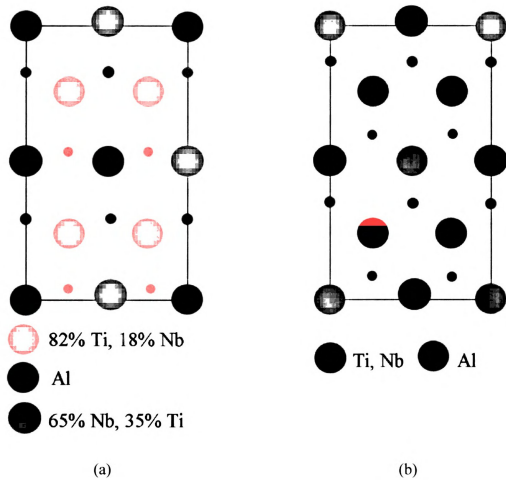 82% Ti, 18% Nb
Al
65% Nb, 35% Ti
Ti, Nb Al
(a) (b)